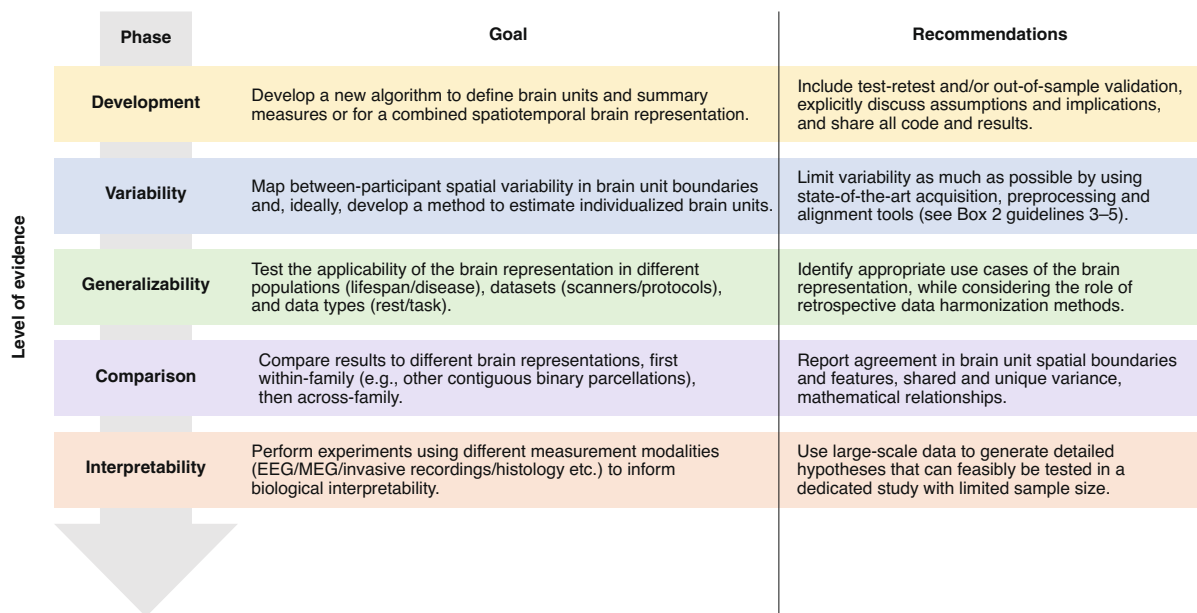 Phase
Goal
Recommendations
Level of evidence
Development
Develop a new algorithm to define brain units and summary
measures or for a combined spatiotemporal brain representation.
Include test-retest and/or out-of-sample validation,
explicitly discuss assumptions and implications,
and share all code and results.
Variability
Map between-participant spatial variability in brain unit boundaries
and, ideally, develop a method to estimate individualized brain units.
Limit variability as much as possible by using
state-of-the-art acquisition, preprocessing and
alignment tools (see Box 2 guidelines 3–5).
Generalizability
Test the applicability of the brain representation in different
populations (lifespan/disease), datasets (scanners/protocols),
and data types (rest/task).
Identify appropriate use cases of the brain
representation, while considering the role of
retrospective data harmonization methods.
Comparison
Compare results to different brain representations, first
within-family (e.g., other contiguous binary parcellations),
then across-family.
Report agreement in brain unit spatial boundaries
and features, shared and unique variance,
mathematical relationships.
Interpretability
Perform experiments using different measurement modalities
(EEG/MEG/invasive recordings/histology etc.) to inform
biological interpretability.
Use large-scale data to generate detailed
hypotheses that can feasibly be tested in a
dedicated study with limited sample size.